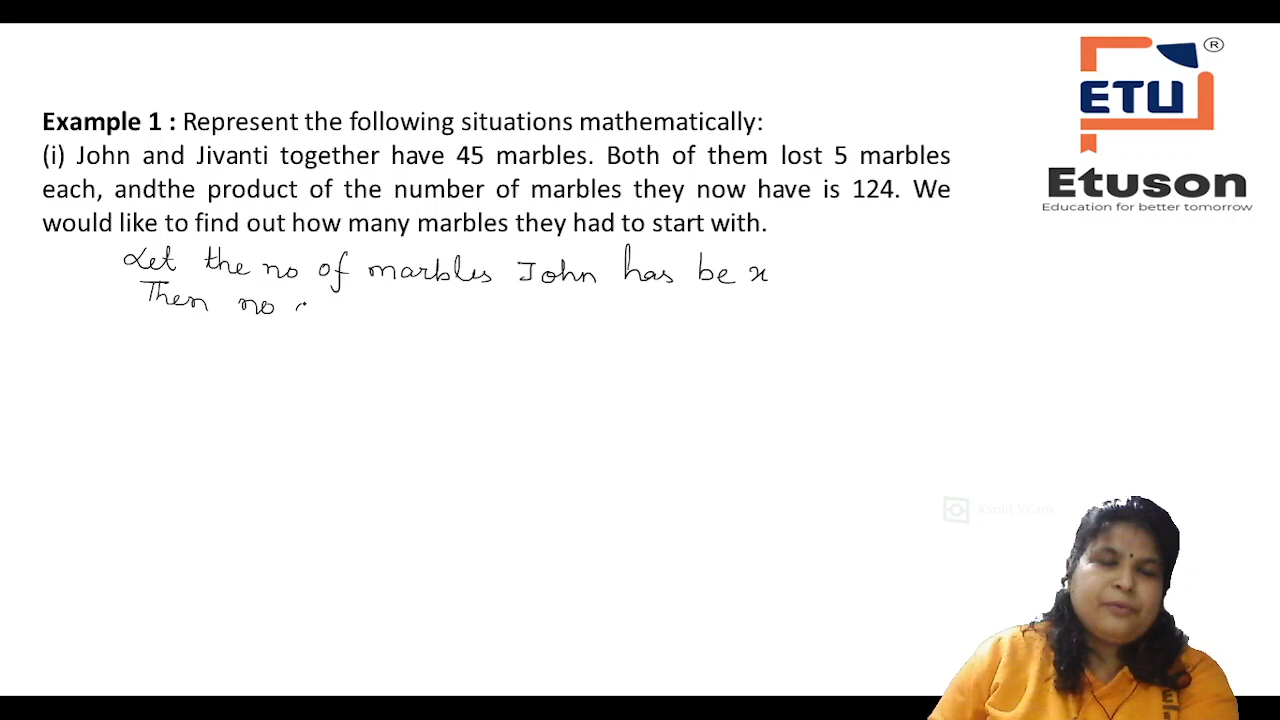 Example 1 : Represent the following situations mathematically:
(i) John and Jivanti together have 45 marbles. Both of them lost 5 marbles
each, andthe product of the number of marbles they now have is 124. We
would like to find out how many marbles they had to start with.
Let the no of marbles John has be x
Then no
ETU
®
Etuson
Education for better tomorrow
XSplit VCam